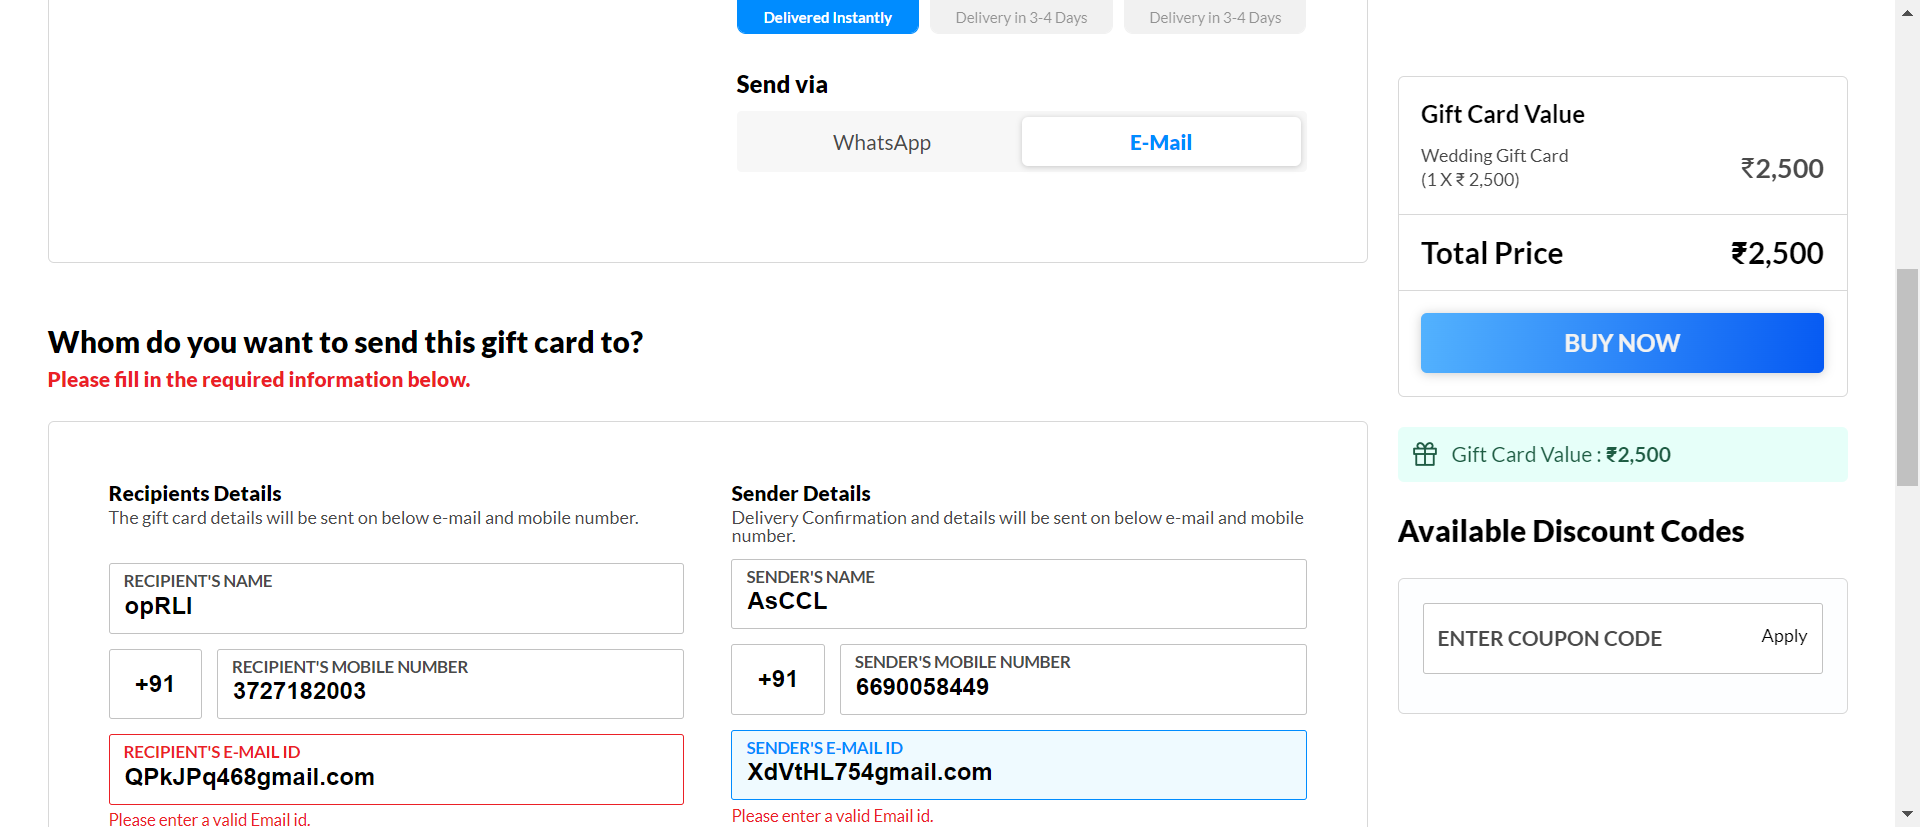 Delivered Instantly
Delivery in 3-4 Days
Delivery in 3-4 Days
Send via
WhatsApp
E-Mail
Whom do you want to send this gift card to?
Please fill in the required information below.
Recipients Details
The gift card details will be sent on below e-mail and mobile number.
RECIPIENT'S NAME
opRLI
+91
RECIPIENT'S MOBILE NUMBER
3727182003
RECIPIENT'S E-MAIL ID
QPkJPq468gmail.com
Please enter a valid Email id.
Sender Details
Delivery Confirmation and details will be sent on below e-mail and mobile
number.
SENDER'S NAME
AsCCL
+91
SENDER'S MOBILE NUMBER
6690058449
SENDER'S E-MAIL ID
XdVtHL754gmail.com
Please enter a valid Email id.
Gift Card Value
Wedding Gift Card
(1 X ₹ 2,500)
₹2,500
Total Price
₹2,500
BUY NOW
Gift Card Value : ₹2,500
Available Discount Codes
ENTER COUPON CODE
Apply